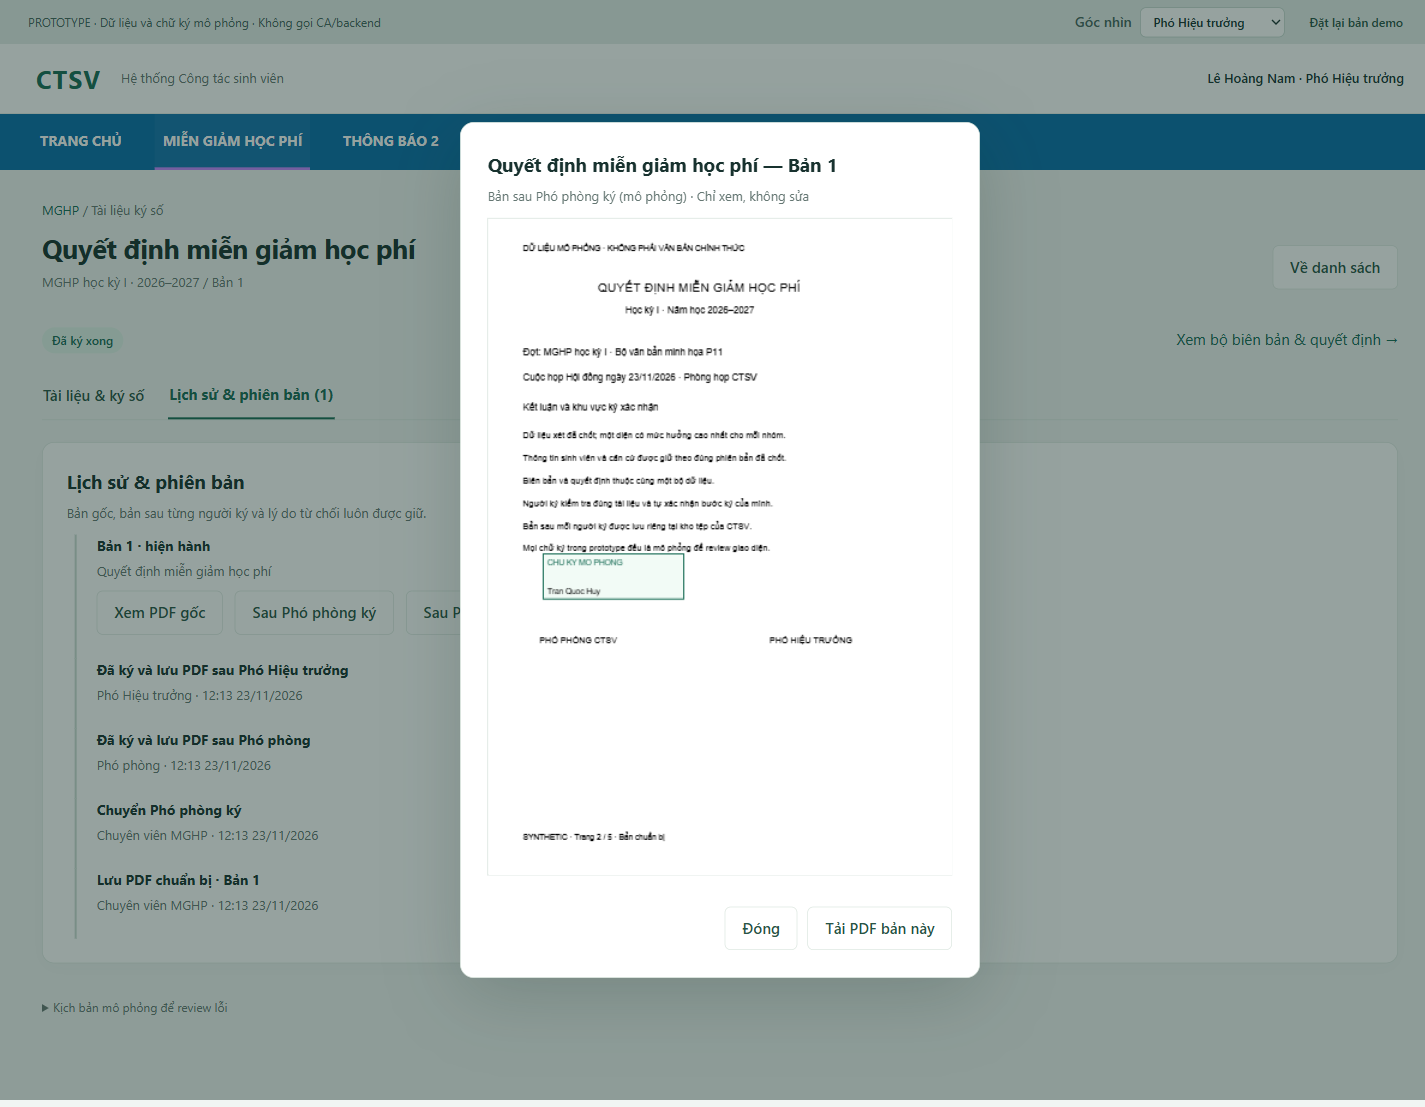 PROTOTYPE · Dữ liệu và chữ ký mô phỏng · Không gọi CA/backend
Góc nhìn
Phó Hiệu trưởng
Đặt lại bản demo
CTSV
Hệ thống Công tác sinh viên
Lê Hoàng Nam · Phó Hiệu trưởng
TRANG CHỦ
MIỄN GIẢM HỌC PHÍ
THÔNG BÁO 2
MGHP / Tài liệu ký số
Quyết định miễn giảm học phí
MGHP học kỳ I · 2026–2027 / Bản 1
Về danh sách
Đã ký xong
Xem bộ biên bản & quyết định →
Tài liệu & ký số
Lịch sử & phiên bản (1)
Lịch sử & phiên bản
Bản gốc, bản sau từng người ký và lý do từ chối luôn được giữ.
Bản 1 · hiện hành
Quyết định miễn giảm học phí
Xem PDF gốc
Sau Phó phòng ký
Sau P
Đã ký và lưu PDF sau Phó Hiệu trưởng
Phó Hiệu trưởng · 12:13 23/11/2026
Đã ký và lưu PDF sau Phó phòng
Phó phòng · 12:13 23/11/2026
Chuyển Phó phòng ký
Chuyên viên MGHP · 12:13 23/11/2026
Lưu PDF chuẩn bị · Bản 1
Chuyên viên MGHP · 12:13 23/11/2026
Kịch bản mô phỏng để review lỗi
Quyết định miễn giảm học phí — Bản 1
Bản sau Phó phòng ký (mô phỏng) · Chỉ xem, không sửa
DỮ LIỆU MÔ PHỎNG · KHÔNG PHẢI VĂN BẢN CHÍNH THỨC
QUYẾT ĐỊNH MIỄN GIẢM HỌC PHÍ
Học kỳ I · Năm học 2026–2027
Đợt: MGHP học kỳ I · Bộ văn bản minh họa P11
Cuộc họp Hội đồng ngày 23/11/2026 · Phòng họp CTSV
Kết luận và khu vực ký xác nhận
Dữ liệu xét đã chốt; một diện có mức hưởng cao nhất cho mỗi nhóm.
Thông tin sinh viên và căn cứ được giữ theo đúng phiên bản đã chốt.
Biên bản và quyết định thuộc cùng một bộ dữ liệu.
Người ký kiểm tra đúng tài liệu và tự xác nhận bước ký của mình.
Bản sau mỗi người ký được lưu riêng tại kho tệp của CTSV.
Mọi chữ ký trong prototype đều là mô phỏng để review giao diện.
CHU KY MO PHONG
Tran Quoc Huy
PHÓ PHÒNG CTSV
PHÓ HIỆU TRƯỞNG
SYNTHETIC · Trang 2 / 5 · Bản chuẩn bị
Đóng
Tải PDF bản này